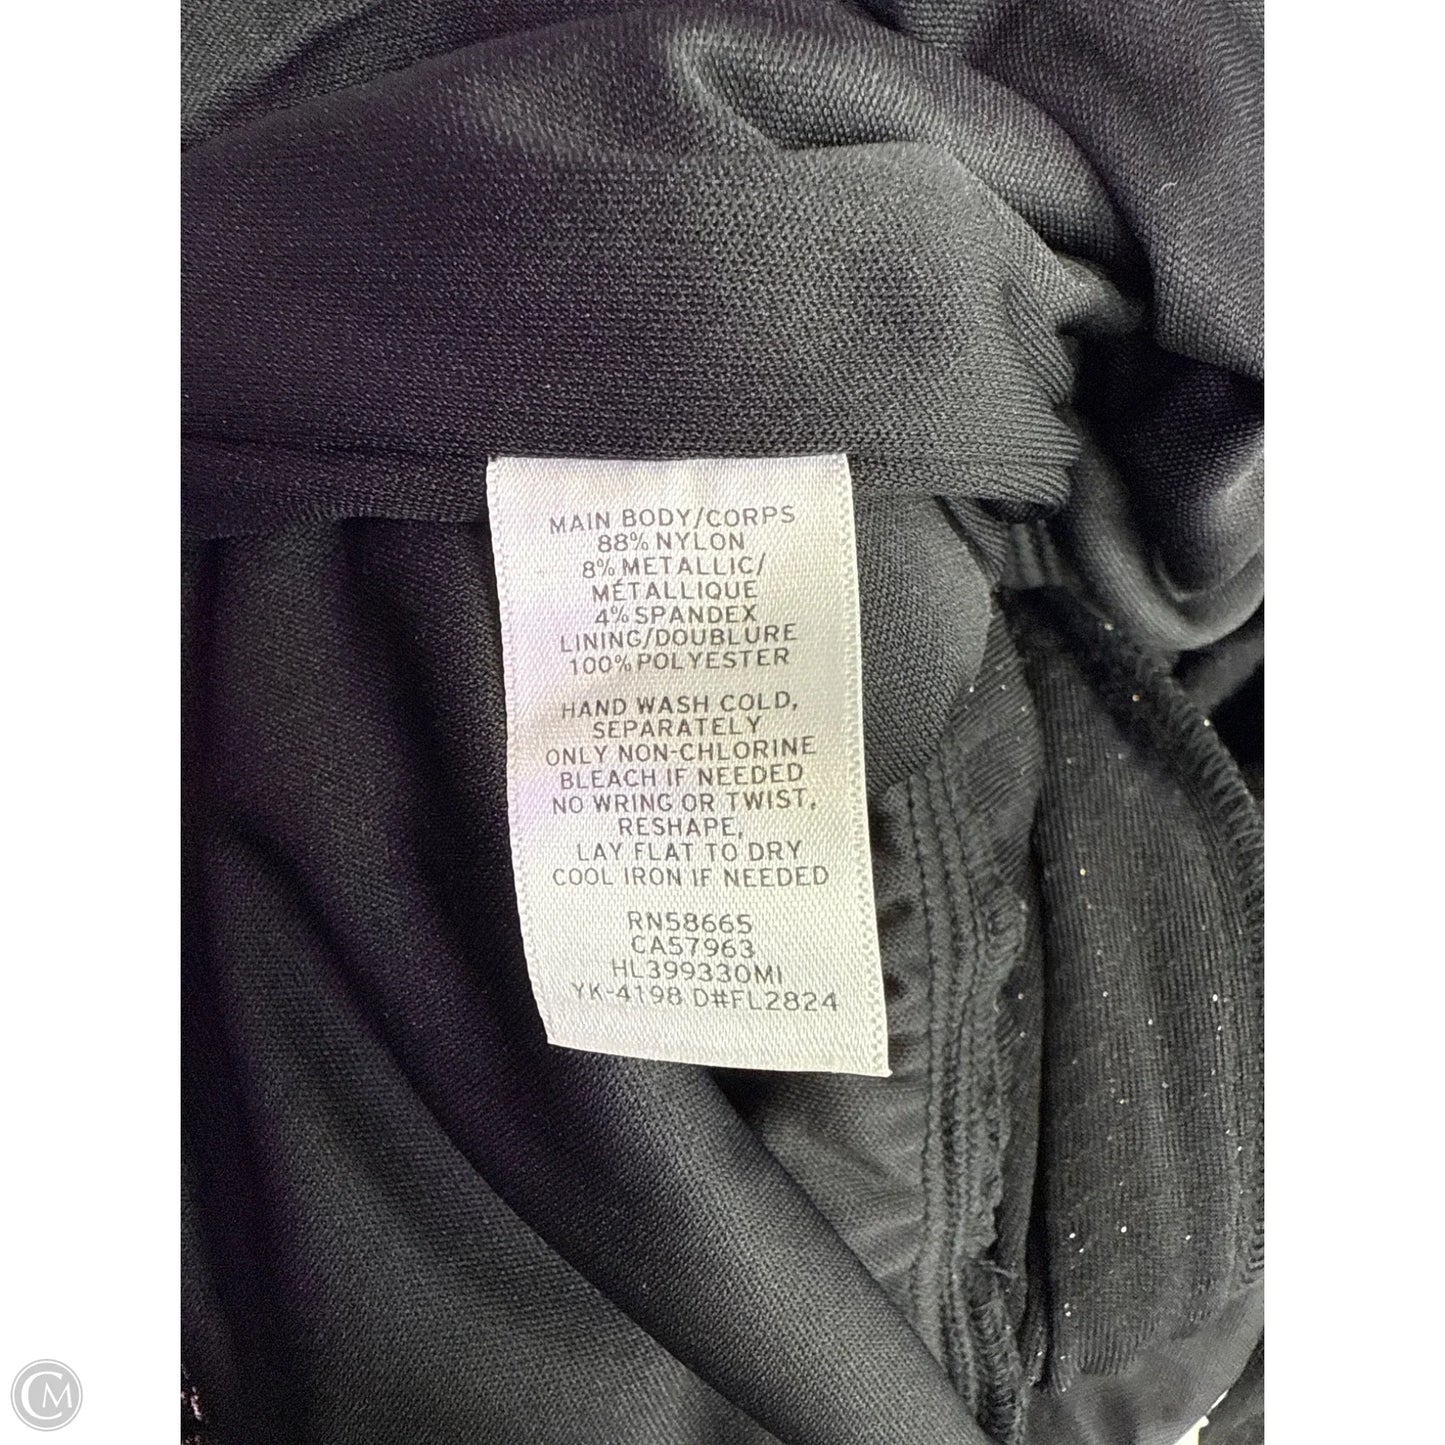 MAIN BODY/CORPS
88% NYLON
8% METALLIC/
MÉTALLIQUE
4% SPANDEX
LINING/DOUBLURE
100% POLYESTER
HAND WASH COLD,
SEPARATELY
ONLY NON-CHLORINE
BLEACH IF NEEDED
NO WRING OR TWIST,
RESHAPE,
LAY FLAT TO DRY
COOL IRON IF NEEDED
RN58665
CA57963
HL39933OMI
YK-4198 D#FL2824
CM